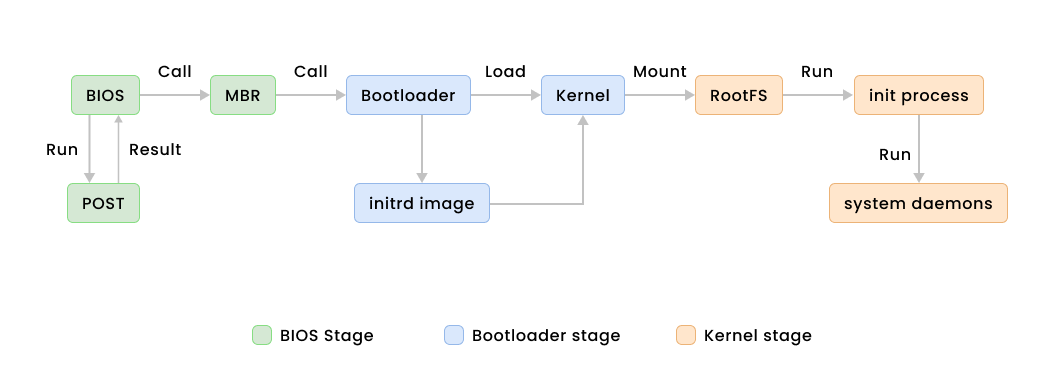 Call
Call
Load
Mount
Run
BIOS
MBR
Bootloader
Kernel
RootFS
init process
Run
Result
Run
POST
initrd image
system daemons
BIOS Stage
Bootloader stage
Kernel stage